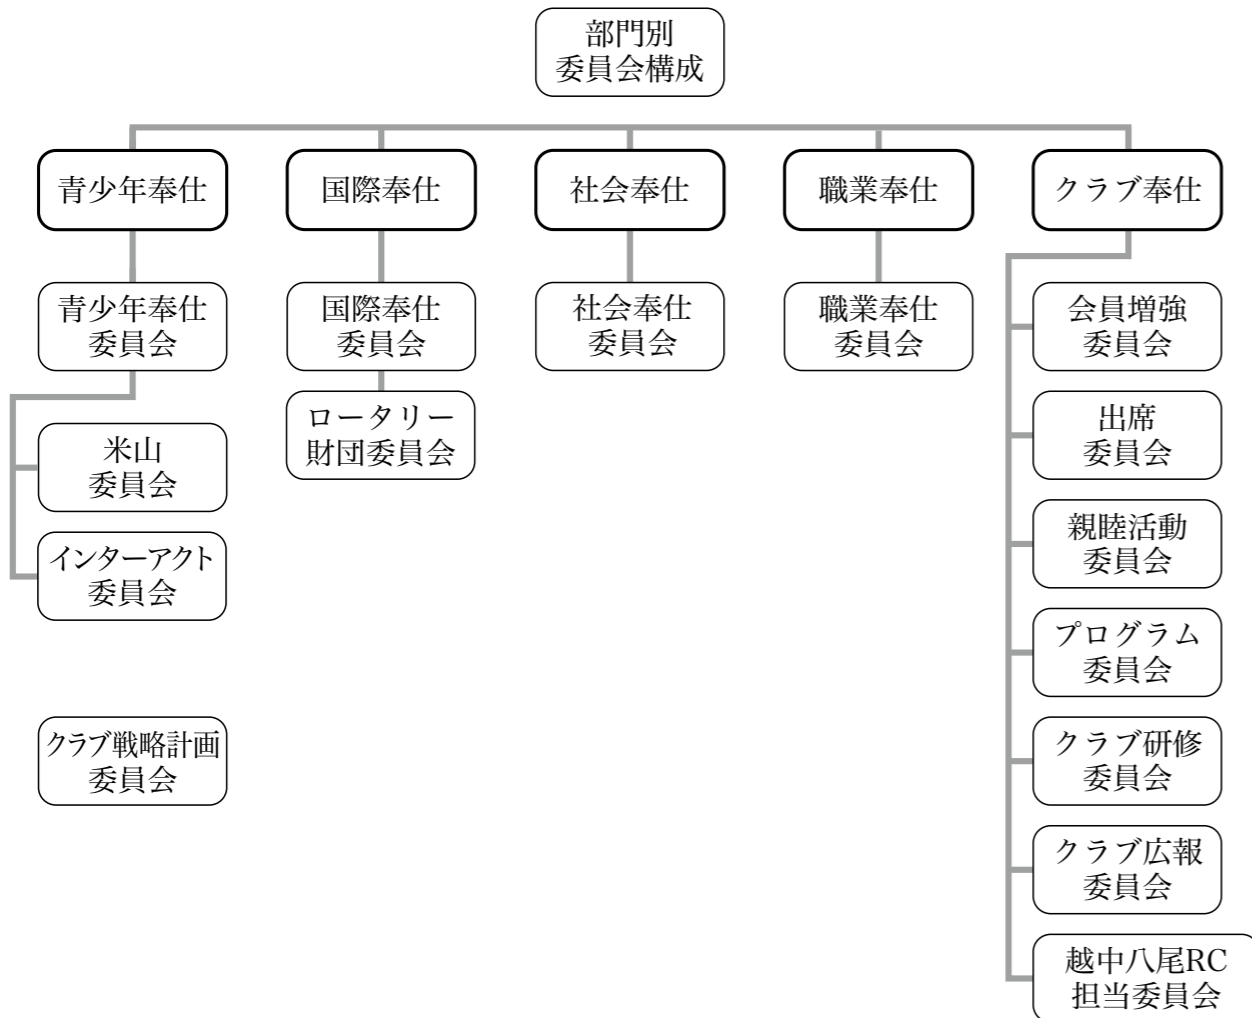 部門別
委員会構成
青少年奉仕
国際奉仕
社会奉仕
職業奉仕
クラブ奉仕
青少年奉仕
委員会
国際奉仕
委員会
社会奉仕
委員会
職業奉仕
委員会
会員増強
委員会
米山
委員会
ロータリー
財団委員会
出席
委員会
インターアクト
委員会
親睦活動
委員会
プログラム
委員会
クラブ戦略計画
委員会
クラブ研修
委員会
クラブ広報
委員会
越中八尾RC
担当委員会